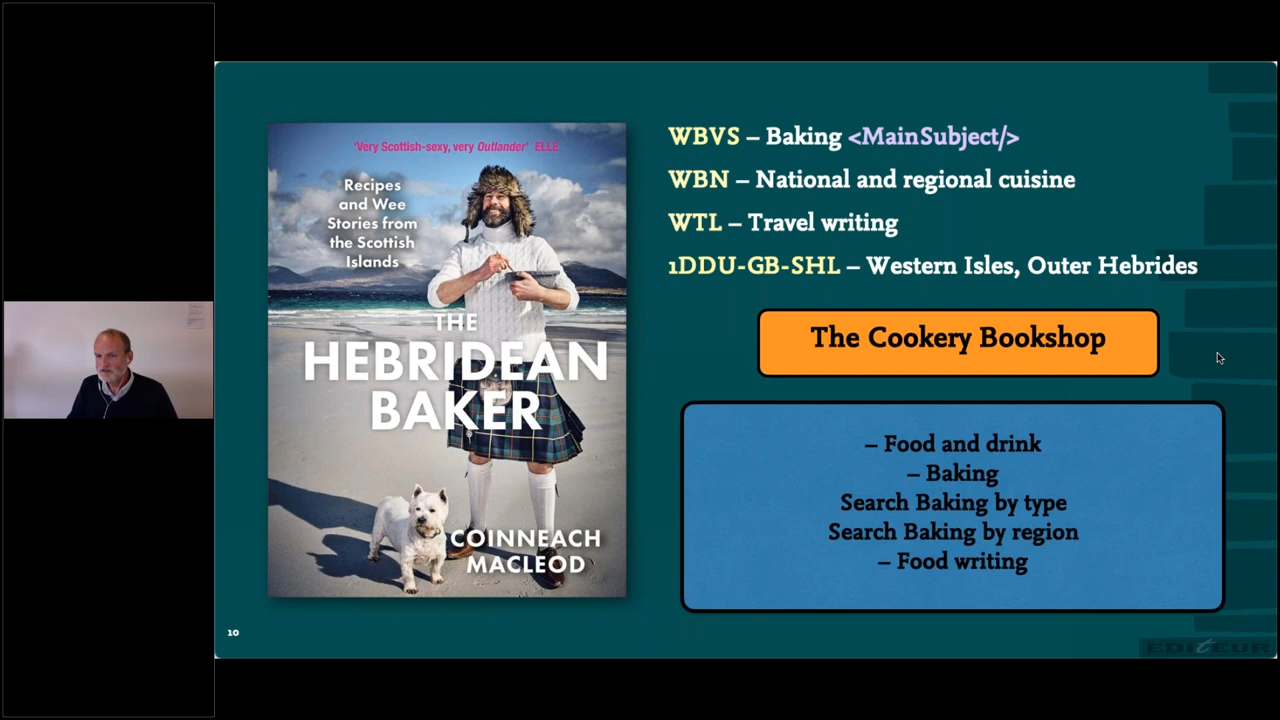 'Very Scottish-sexy, very Outlander' ELLE
Recipes
and Wee
Stories from
the Scottish
Islands
THE
HEBRIDEAN
BAKER
COINNEACH
MACLEOD
WBVS – Baking <MainSubject/>
WBN – National and regional cuisine
WTL – Travel writing
1DDU-GB-SHL – Western Isles, Outer Hebrides
The Cookery Bookshop
– Food and drink
– Baking
Search Baking by type
Search Baking by region
– Food writing
10
EDITEUR